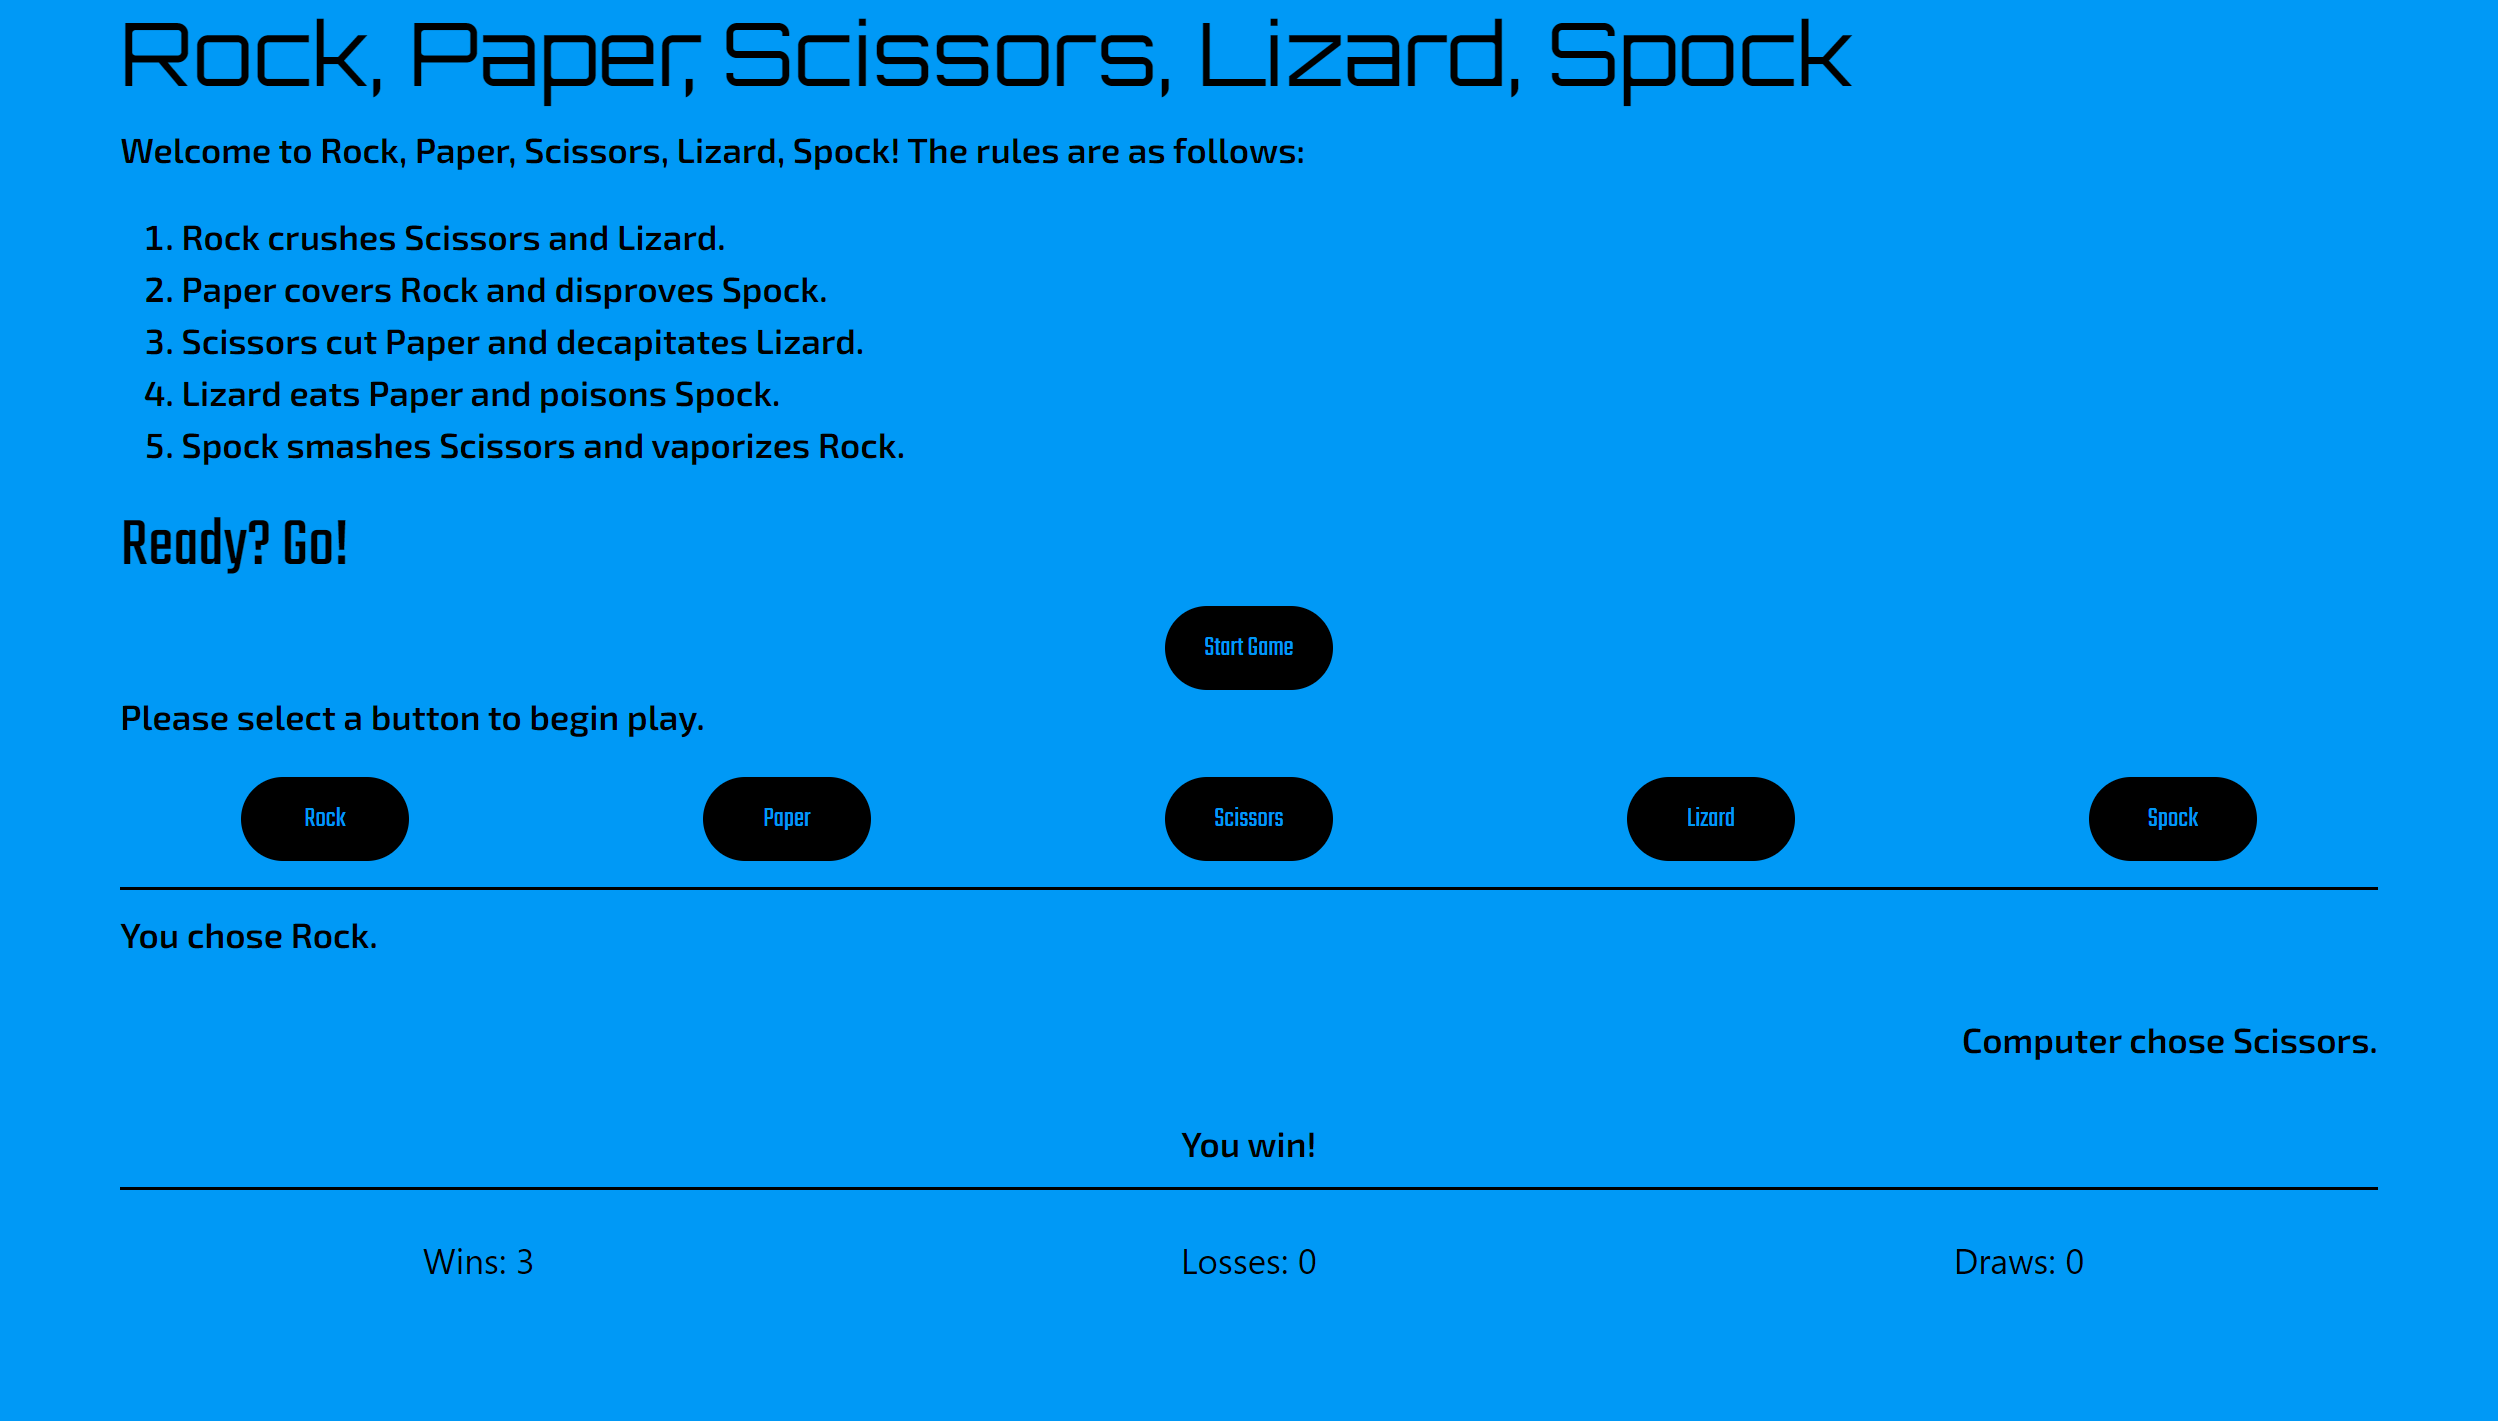 Rock, Paper, Scissors, Lizard, Spock
Welcome to Rock, Paper, Scissors, Lizard, Spock! The rules are as follows:
1. Rock crushes Scissors and Lizard.
2. Paper covers Rock and disproves Spock.
3. Scissors cut Paper and decapitates Lizard.
4. Lizard eats Paper and poisons Spock.
5. Spock smashes Scissors and vaporizes Rock.
Ready? Go!
Start Game
Please select a button to begin play.
Rock Paper Scissors Lizard Spock
You chose Rock.
Computer chose Scissors.
You win!
Wins: 3 Losses: 0 Draws: 0